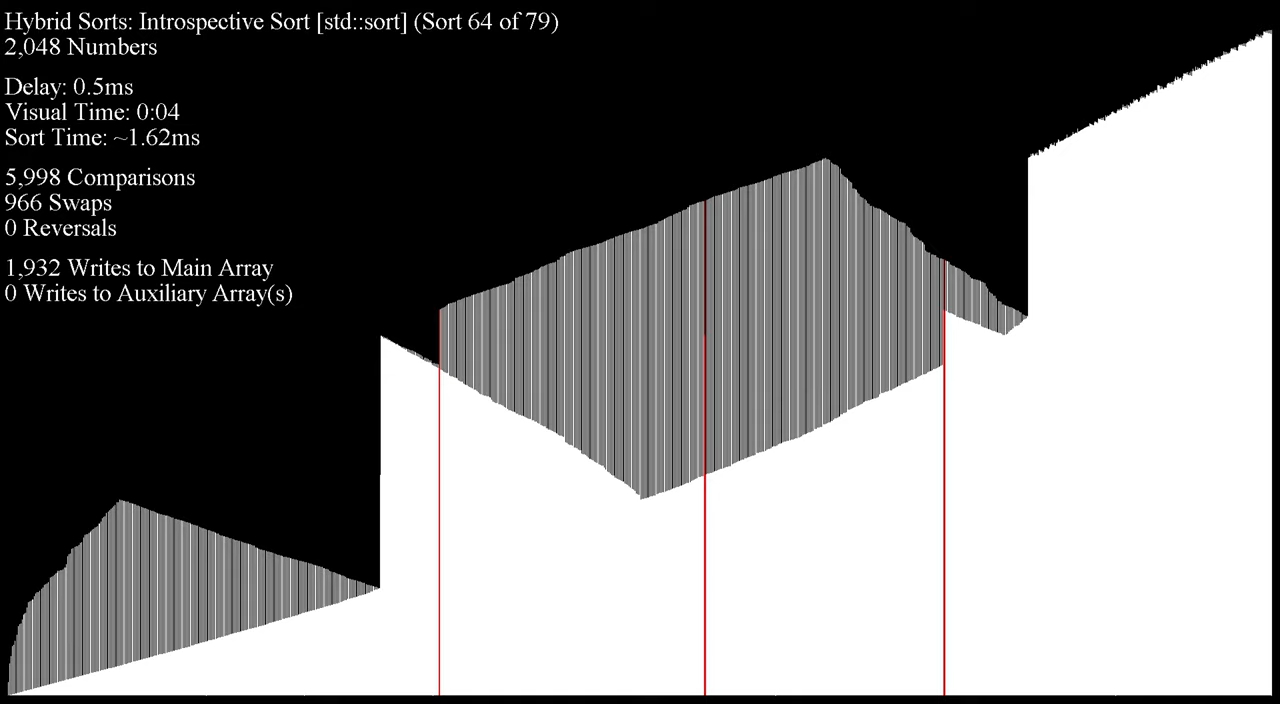 Hybrid Sorts: Introspective Sort [std::sort] (Sort 64 of 79)
2,048 Numbers
Delay: 0.5ms
Visual Time: 0:04
Sort Time: ~1.62ms
5,998 Comparisons
966 Swaps
0 Reversals
1,932 Writes to Main Array
0 Writes to Auxiliary Array(s)